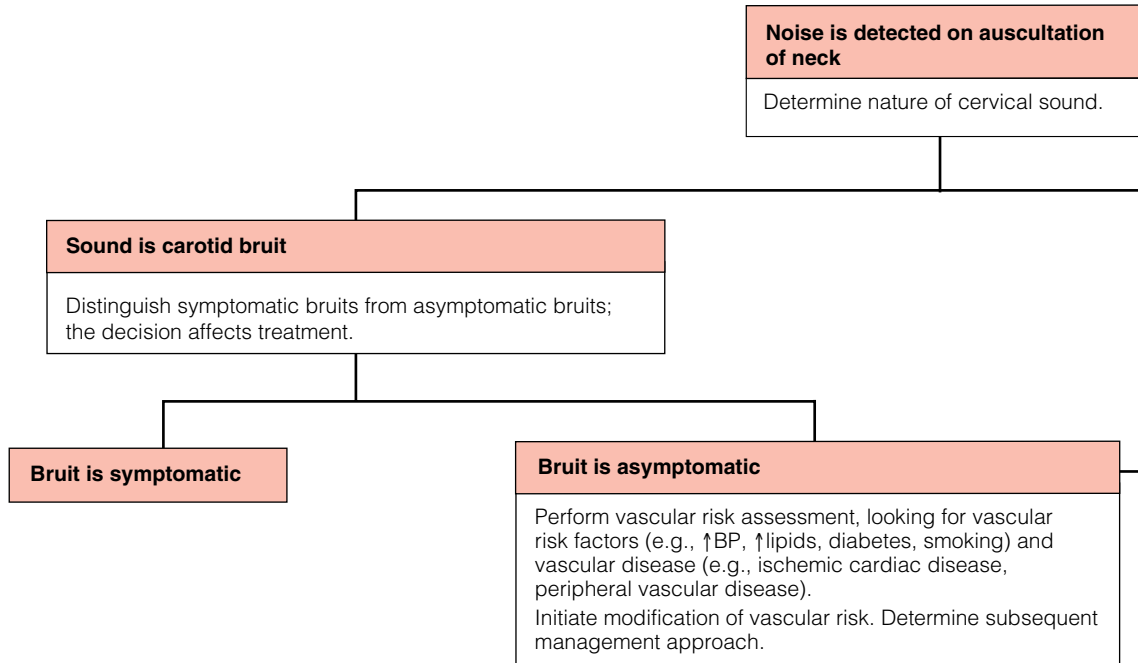 Noise is detected on auscultation
of neck
Determine nature of cervical sound.
Sound is carotid bruit
Distinguish symptomatic bruits from asymptomatic bruits;
the decision affects treatment.
Bruit is symptomatic
Bruit is asymptomatic
Perform vascular risk assessment, looking for vascular
risk factors (e.g., ↑BP, ↑lipids, diabetes, smoking) and
vascular disease (e.g., ischemic cardiac disease,
peripheral vascular disease).
Initiate modification of vascular risk. Determine subsequent
management approach.